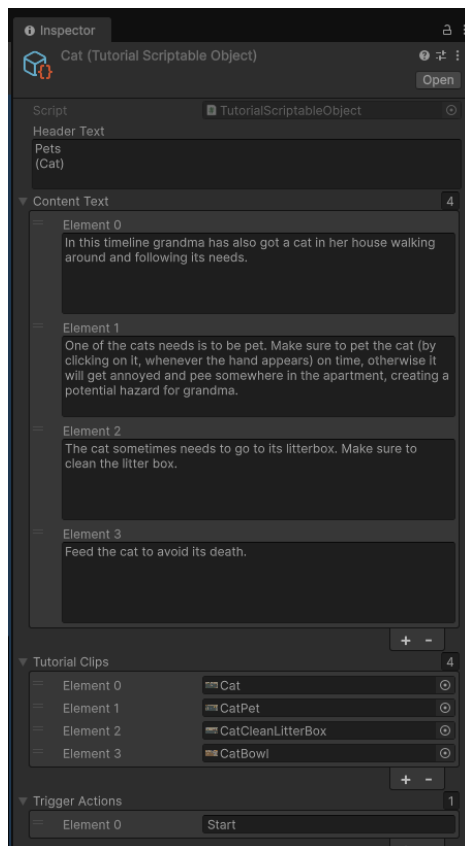 Inspector
Cat (Tutorial Scriptable Object)
Open
Script TutorialScriptableObject
Header Text
Pets
(Cat)
Content Text 4
Element 0
In this timeline grandma has also got a cat in her house walking
around and following its needs.
Element 1
One of the cats needs is to be pet. Make sure to pet the cat (by
clicking on it, whenever the hand appears) on time, otherwise it
will get annoyed and pee somewhere in the apartment, creating a
potential hazard for grandma.
Element 2
The cat sometimes needs to go to its litterbox. Make sure to
clean the litter box.
Element 3
Feed the cat to avoid its death.
+ -
Tutorial Clips 4
Element 0 Cat
Element 1 CatPet
Element 2 CatCleanLitterBox
Element 3 CatBowl
+ -
Trigger Actions 1
Element 0 Start